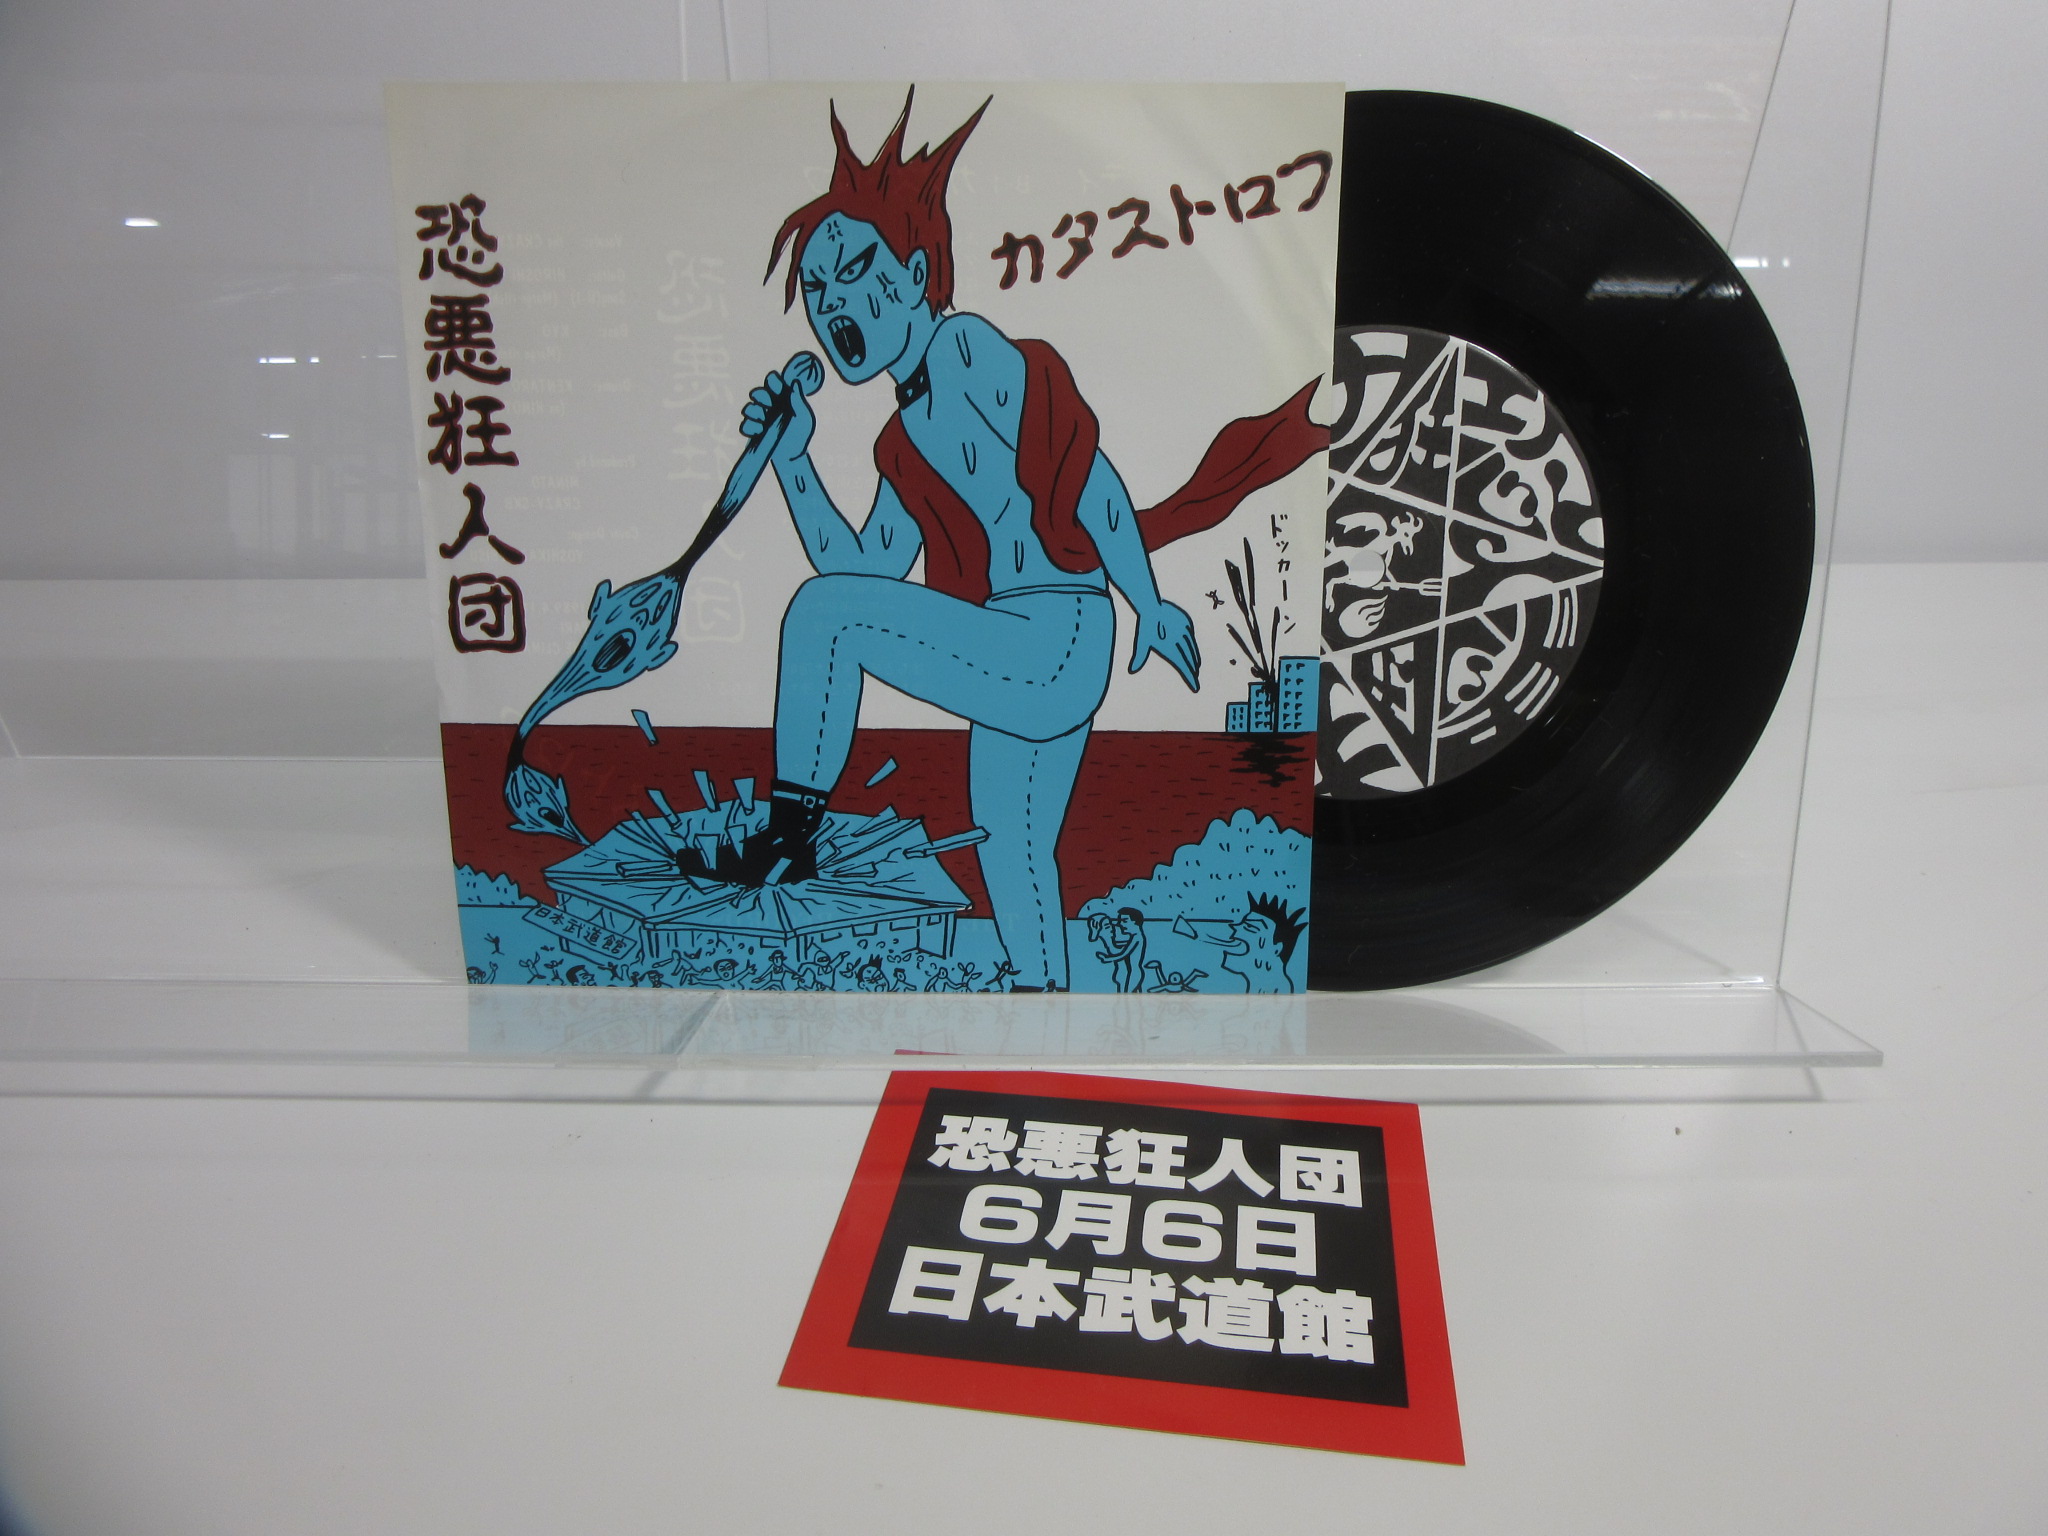 恐悪狂人団
カタストロフ
ドッカーン
日本武道館
恐悪狂人団
6月6日
日本武道館